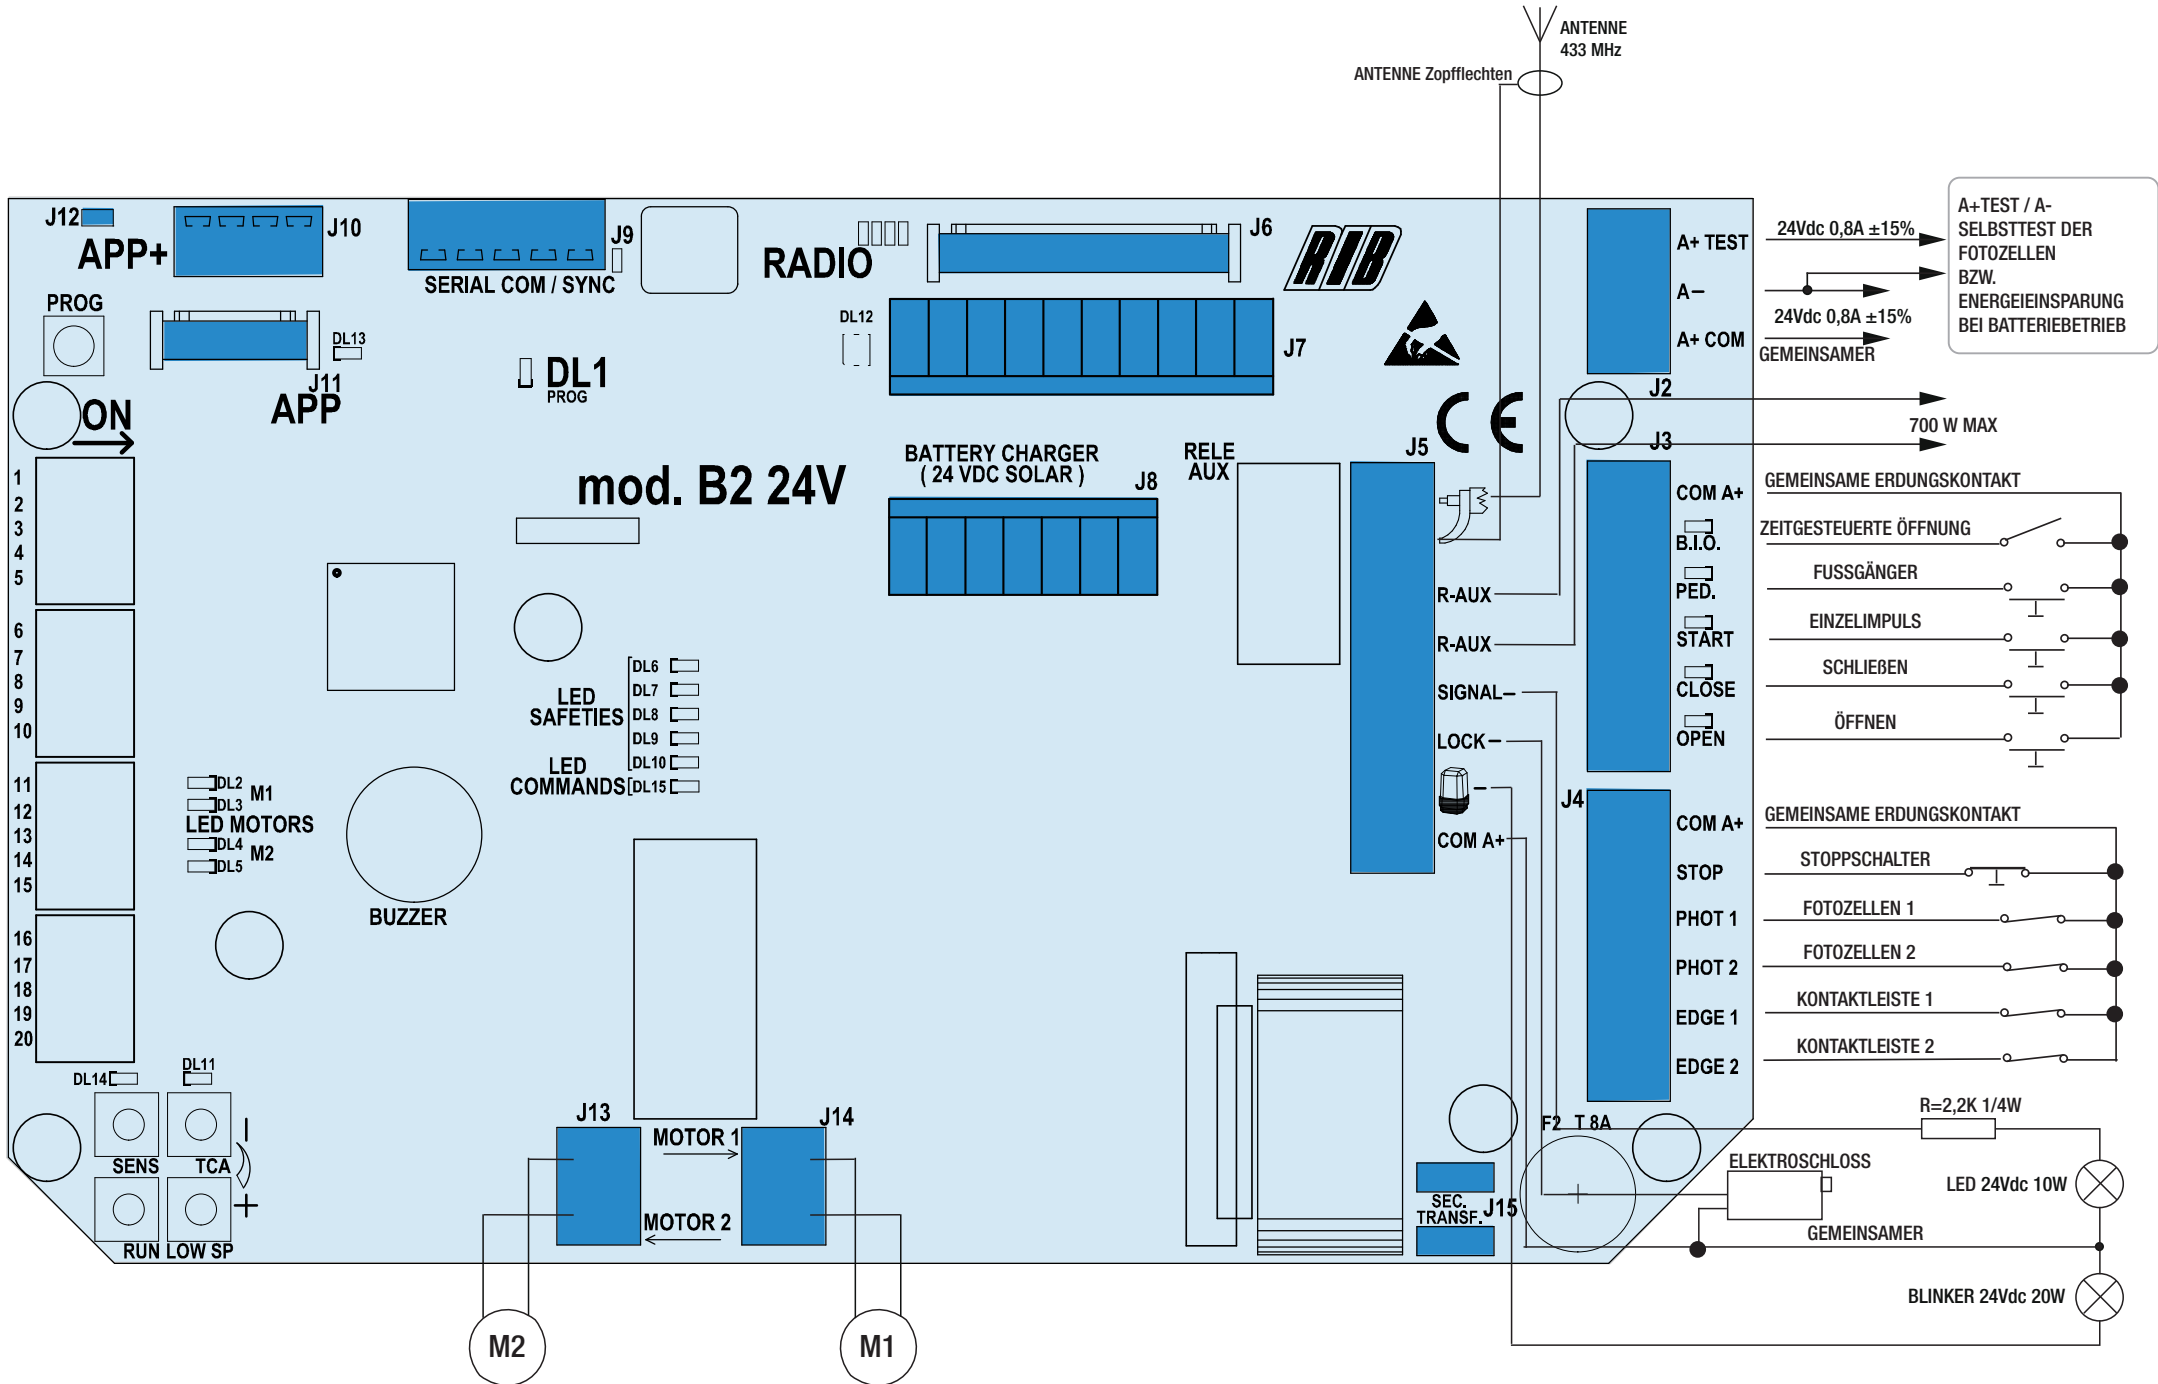 ANTENNE
433 MHz
ANTENNE Zopfflechten
J12
APP+
J10
J9
SERIAL COM / SYNC
RADIO
J6
RIB
A+ TEST
24Vdc 0,8A ±15%
A−
24Vdc 0,8A ±15%
A+ COM
GEMEINSAMER
A+TEST / A-
SELBSTTEST DER
FOTOZELLEN
BZW.
ENERGEIEINSPARUNG
BEI BATTERIEBETRIEB
PROG
DL13
J11
APP
DL1
PROG
DL12
J7
J2
CE
700 W MAX
J3
ON
1
2
3
4
5
6
7
8
9
10
11
12
13
14
15
16
17
18
19
20
mod. B2 24V
BATTERY CHARGER
( 24 VDC SOLAR )
J8
RELE
AUX
J5
R-AUX
R-AUX
SIGNAL−
LOCK−
−
COM A+
COM A+
GEMEINSAME ERDUNGSKONTAKT
B.I.O.
ZEITGESTEUERTE ÖFFNUNG
PED.
FUSSGÄNGER
START
EINZELIMPULS
CLOSE
SCHLIEßEN
OPEN
ÖFFNEN
J4
COM A+
GEMEINSAME ERDUNGSKONTAKT
STOP
STOPPSCHALTER
PHOT 1
FOTOZELLEN 1
PHOT 2
FOTOZELLEN 2
EDGE 1
KONTAKTLEISTE 1
EDGE 2
KONTAKTLEISTE 2
LED
SAFETIES
DL6
DL7
DL8
DL9
DL10
LED
COMMANDS
DL15
DL2
M1
DL3
LED MOTORS
DL4
M2
DL5
BUZZER
DL14
DL11
SENS
TCA
−
+
RUN
LOW SP
J13
MOTOR 1
J14
MOTOR 2
M2
M1
SEC.
TRANSF.
J15
F2 T 8A
R=2,2K 1/4W
ELEKTROSCHLOSS
LED 24Vdc 10W
GEMEINSAMER
BLINKER 24Vdc 20W